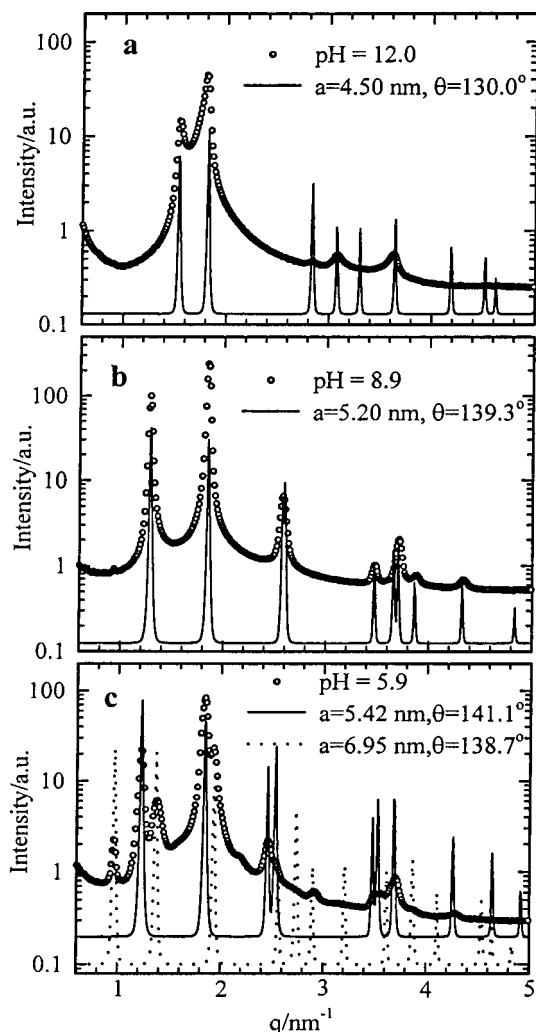 a
pH = 12.0
a=4.50 nm, θ=130.0°
Intensity/a.u.
100
10
1
0.1
b
pH = 8.9
a=5.20 nm, θ=139.3°
Intensity/a.u.
100
10
1
0.1
c
pH = 5.9
a=5.42 nm,θ=141.1°
a=6.95 nm,θ=138.7°
Intensity/a.u.
100
10
1
0.1
1 2 3 4 5
q/nm⁻¹